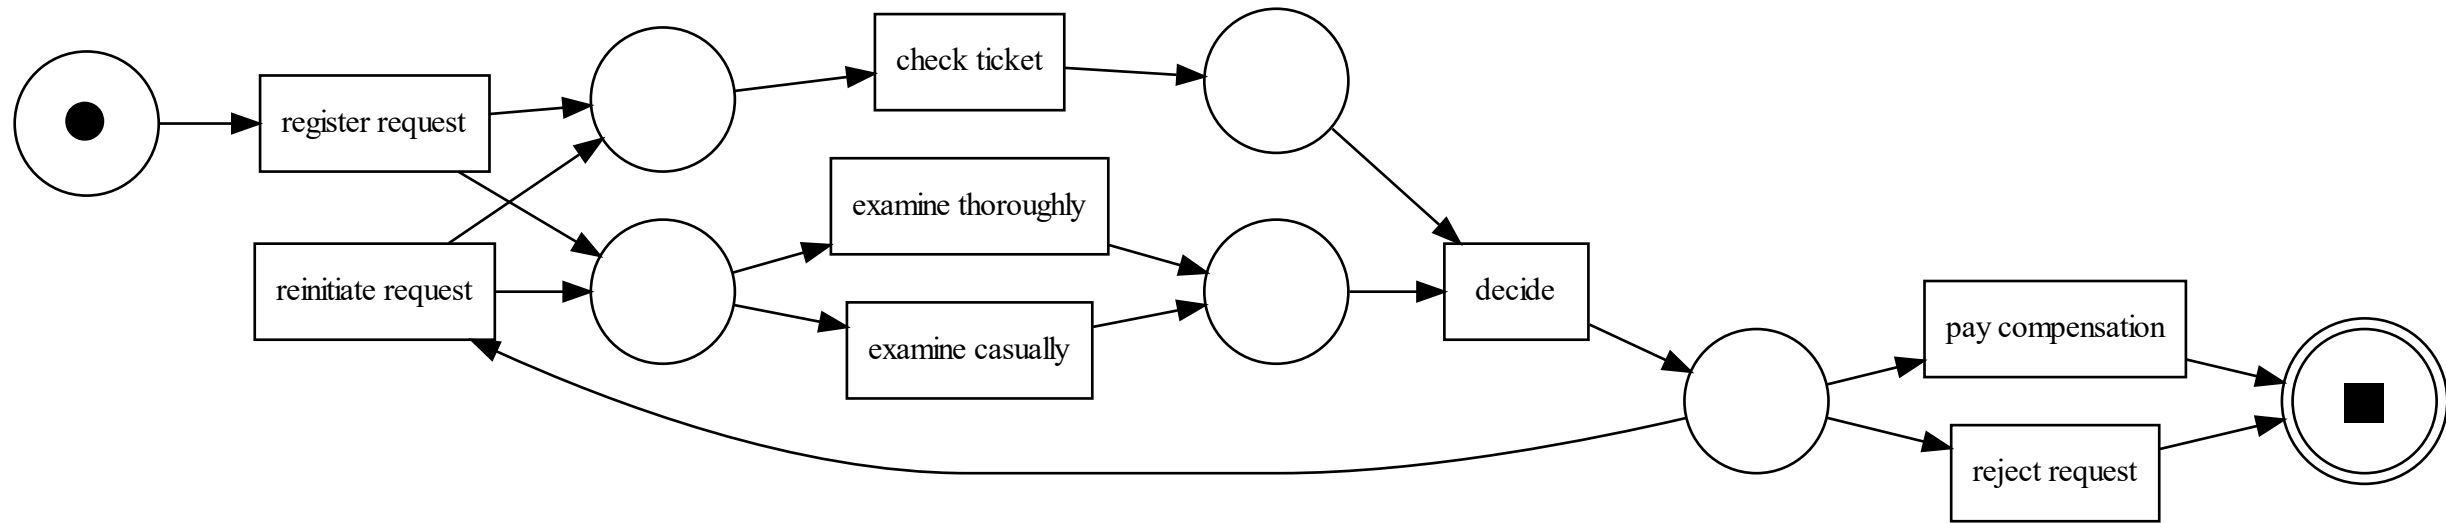 check ticket
register request
examine thoroughly
reinitiate request
decide
examine casually
pay compensation
reject request